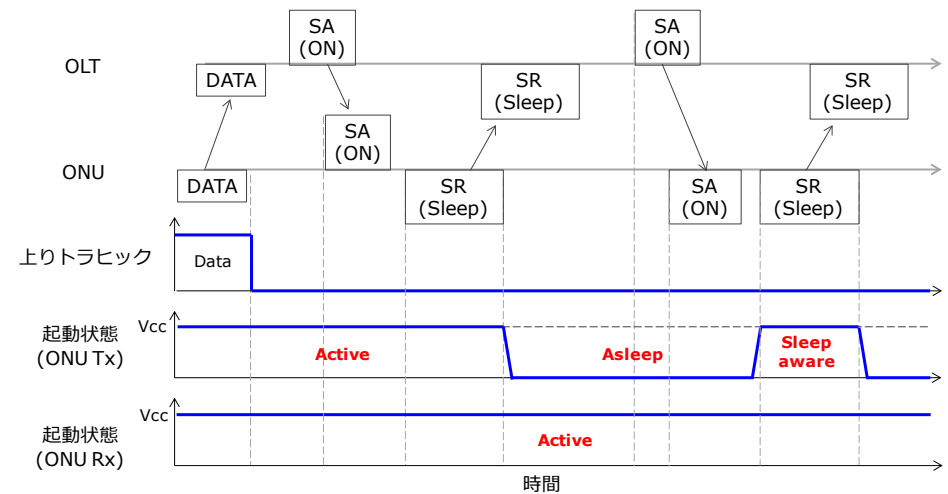 SA
(ON)
SA
(ON)
OLT
DATA
SR
(Sleep)
SR
(Sleep)
SA
(ON)
ONU
DATA
SR
(Sleep)
SA
(ON)
SR
(Sleep)
上りトラヒック
Data
起動状態
(ONU Tx)
Vcc
Active
Asleep
Sleep
aware
起動状態
(ONU Rx)
Vcc
Active
時間